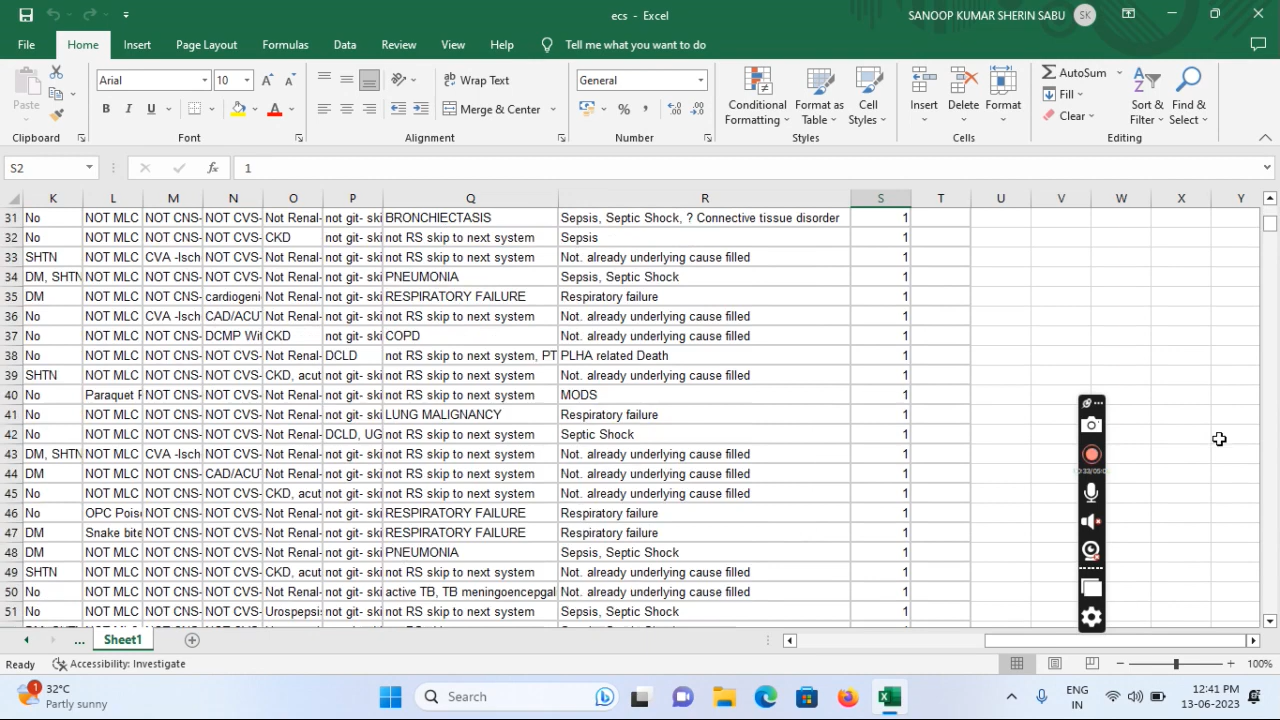 ecs - Excel
SANOOP KUMAR SHERIN SABU SK
File Home Insert Page Layout Formulas Data Review View Help Tell me what you want to do
Paste Arial 10 Wrap Text General Conditional Formatting Format as Table Cell Styles Insert Delete Format AutoSum Sort & Filter Find & Select
B I U A Merge & Center % Fill
Clear
Clipboard Font Alignment Number Styles Cells Editing
S2 fx 1
K L M N O P Q R S T U V W X Y
31 No NOT MLC NOT CNS- NOT CVS- Not Renal- not git- ski BRONCHIECTASIS Sepsis, Septic Shock, ? Connective tissue disorder 1
32 No NOT MLC NOT CNS- NOT CVS- CKD not git- ski not RS skip to next system Sepsis 1
33 SHTN NOT MLC CVA -Isch NOT CVS- Not Renal- not git- ski not RS skip to next system Not. already underlying cause filled 1
34 DM, SHTN NOT MLC NOT CNS- NOT CVS- Not Renal- not git- ski PNEUMONIA Sepsis, Septic Shock 1
35 DM NOT MLC NOT CNS- cardiogeni Not Renal- not git- ski RESPIRATORY FAILURE Respiratory failure 1
36 No NOT MLC CVA -Isch CAD/ACUT Not Renal- not git- ski not RS skip to next system Not. already underlying cause filled 1
37 No NOT MLC NOT CNS- DCMP Wit CKD not git- ski COPD Not. already underlying cause filled 1
38 No NOT MLC NOT CNS- NOT CVS- Not Renal- DCLD not RS skip to next system, PT PLHA related Death 1
39 SHTN NOT MLC NOT CNS- NOT CVS- CKD, acut not git- ski not RS skip to next system Not. already underlying cause filled 1
40 No Paraquet NOT CNS- NOT CVS- Not Renal- not git- ski not RS skip to next system MODS 1
41 No NOT MLC NOT CNS- NOT CVS- Not Renal- not git- ski LUNG MALIGNANCY Respiratory failure 1
42 No NOT MLC NOT CNS- NOT CVS- Not Renal- DCLD, UG not RS skip to next system Septic Shock 1
43 DM, SHTN NOT MLC CVA -Isch NOT CVS- Not Renal- not git- ski not RS skip to next system Not. already underlying cause filled 1
44 DM NOT MLC NOT CNS- CAD/ACUT Not Renal- not git- ski not RS skip to next system Not. already underlying cause filled 1
45 No NOT MLC NOT CNS- NOT CVS- CKD, acut not git- ski not RS skip to next system Not. already underlying cause filled 1
46 No OPC Pois NOT CNS- NOT CVS- Not Renal- not git- ski RESPIRATORY FAILURE Respiratory failure 1
47 DM Snake bite NOT CNS- NOT CVS- Not Renal- not git- ski RESPIRATORY FAILURE Respiratory failure 1
48 DM NOT MLC NOT CNS- NOT CVS- Not Renal- not git- ski PNEUMONIA Sepsis, Septic Shock 1
49 SHTN NOT MLC NOT CNS- NOT CVS- CKD, acut not git- ski not RS skip to next system Not. already underlying cause filled 1
50 No NOT MLC NOT CNS- NOT CVS- Not Renal- not git- ski active TB, TB meningoencepgal Not. already underlying cause filled 1
51 No NOT MLC NOT CNS- NOT CVS- Urospepsi not git- ski not RS skip to next system Sepsis, Septic Shock 1
... Sheet1
Ready Accessibility: Investigate 100%
1 32°C
Partly sunny
Search
ENG
IN
12:41 PM
13-06-2023